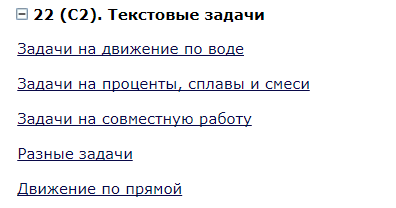 22 (C2). Текстовые задачи
Задачи на движение по воде
Задачи на проценты, сплавы и смеси
Задачи на совместную работу
Разные задачи
Движение по прямой